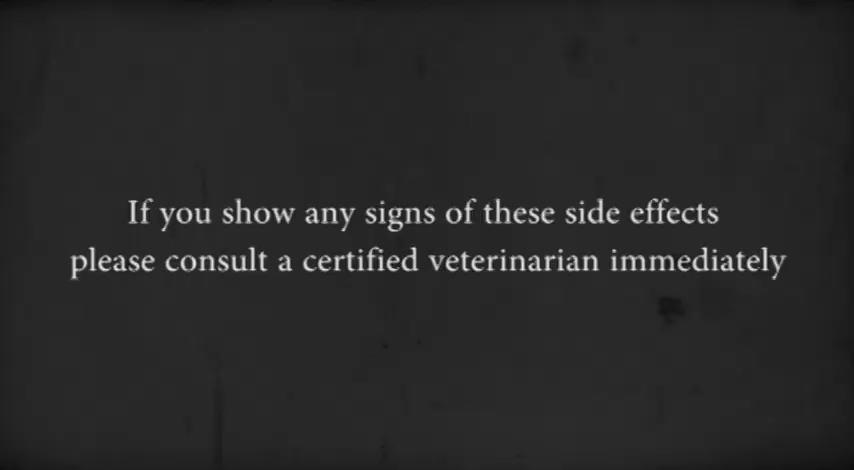 If you show any signs of these side effects
please consult a certified veterinarian immediately